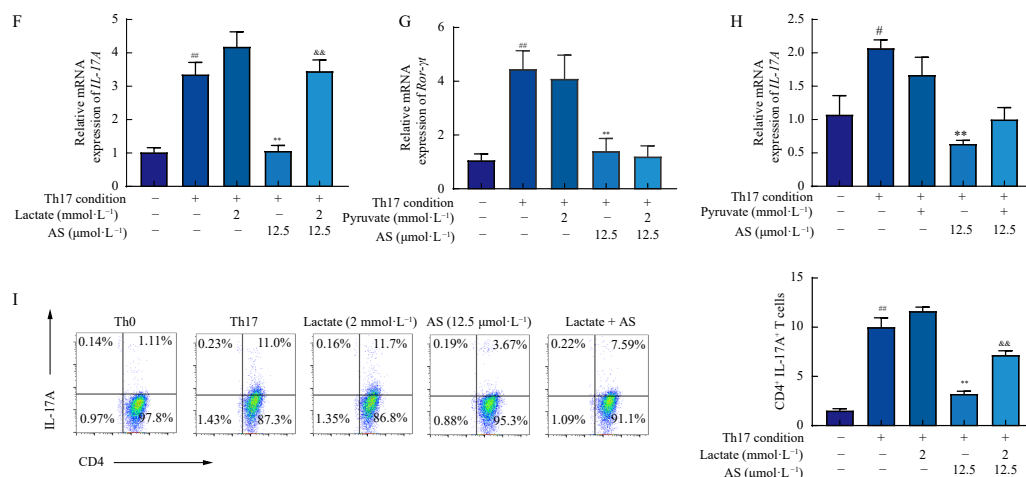 F
Relative mRNA
expression of IL-17A
5
4
3
2
1
0
##
**
&&
Th17 condition − + + + +
Lactate (mmol·L⁻¹) − − 2 − 2
AS (μmol·L⁻¹) − − − 12.5 12.5
G
Relative mRNA
expression of Ror-γt
6
4
2
0
##
**
Th17 condition − + + + +
Pyruvate (mmol·L⁻¹) − − 2 − 2
AS (μmol·L⁻¹) − − − 12.5 12.5
H
Relative mRNA
expression of IL-17A
2.5
2.0
1.5
1.0
0.5
0.0
#
**
Th17 condition − + + + +
Pyruvate (mmol·L⁻¹) − − + − +
AS (μmol·L⁻¹) − − − 12.5 12.5
I
IL-17A
CD4
Th0
0.14% 1.11%
0.97% 97.8%
Th17
0.23% 11.0%
1.43% 87.3%
Lactate (2 mmol·L⁻¹)
0.16% 11.7%
1.35% 86.8%
AS (12.5 μmol·L⁻¹)
0.19% 3.67%
0.88% 95.3%
Lactate + AS
0.22% 7.59%
1.09% 91.1%
CD4⁺ IL-17A⁺ T cells
15
10
5
0
##
**
&&
Th17 condition − + + + +
Lactate (mmol·L⁻¹) − − 2 − 2
AS (μmol·L⁻¹) − − − 12.5 12.5